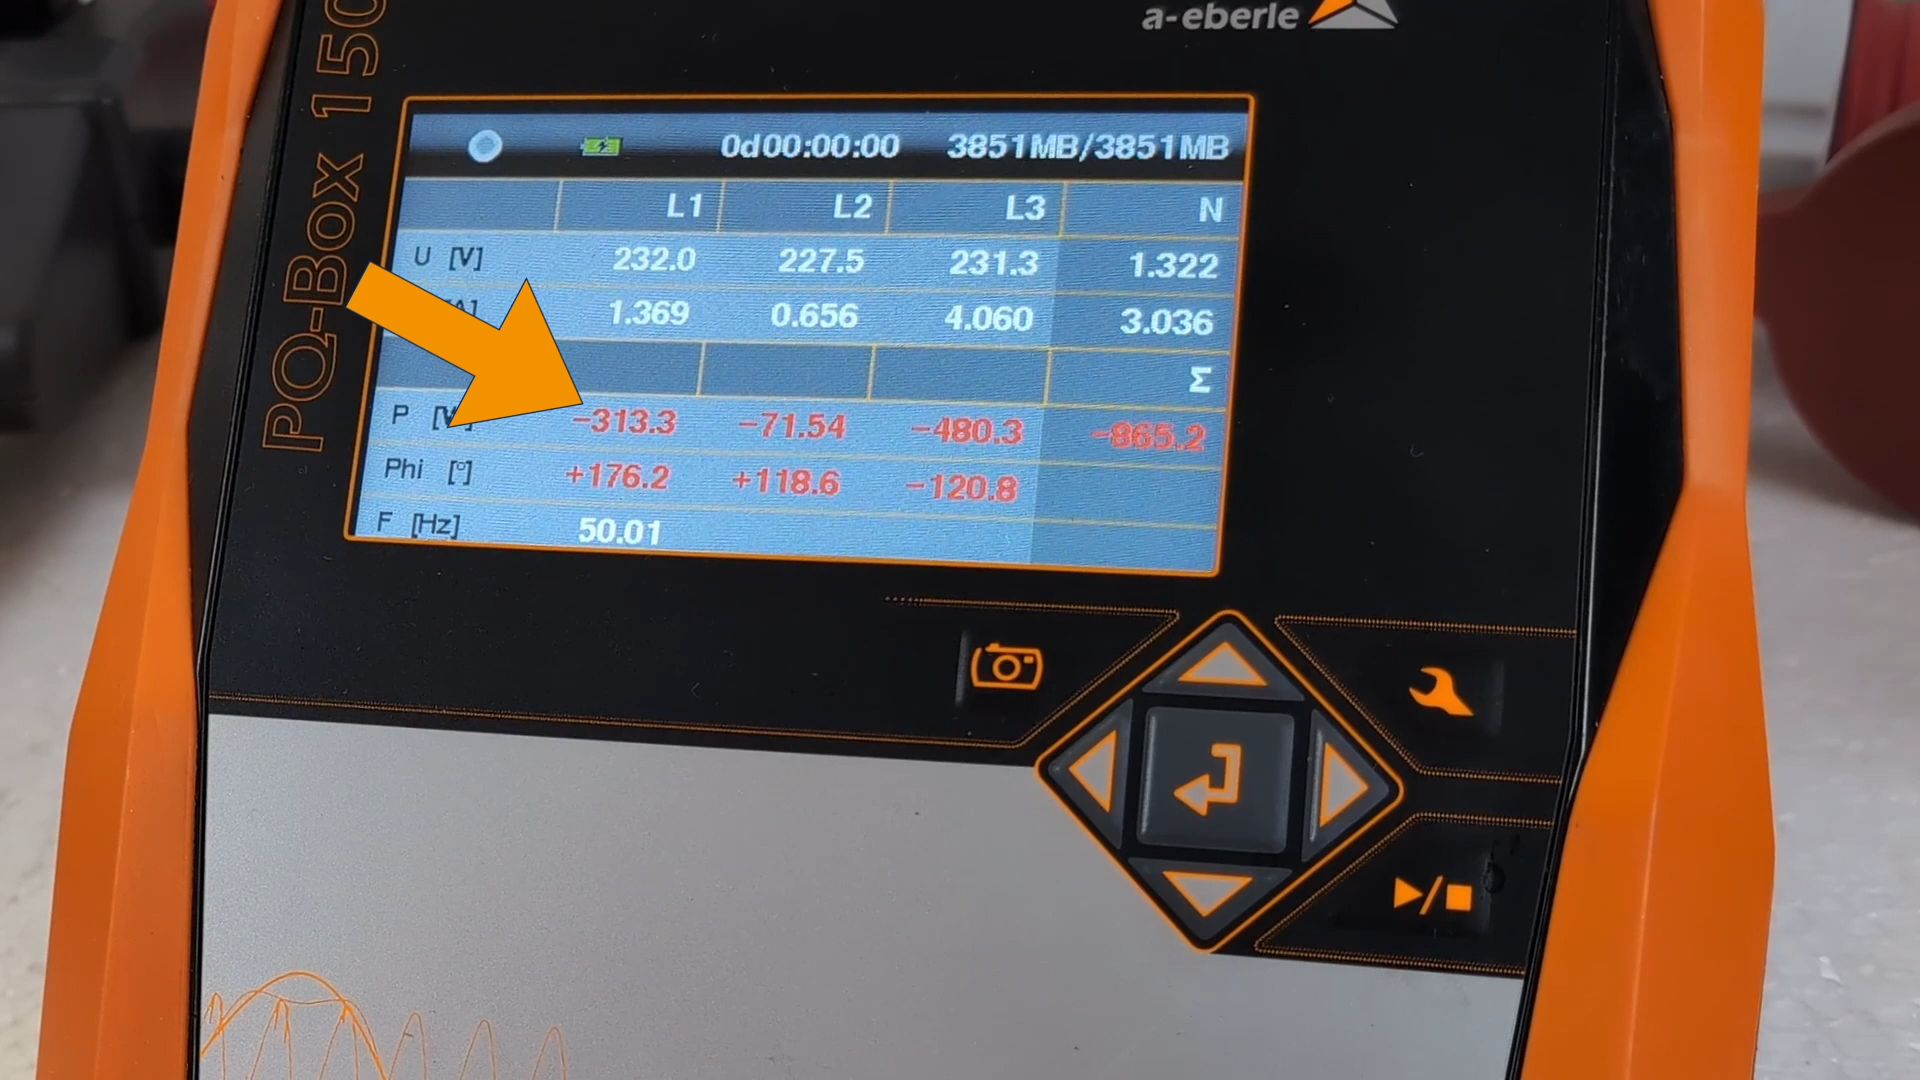 a-eberle
PQ-Box 150
0d00:00:00 3851MB/3851MB
L1 L2 L3 N
U [V] 232.0 227.5 231.3 1.322
1.369 0.656 4.060 3.036
Σ
P −313.3 −71.54 −480.3 −865.2
Phi [°] +176.2 +118.6 −120.8
F [Hz] 50.01